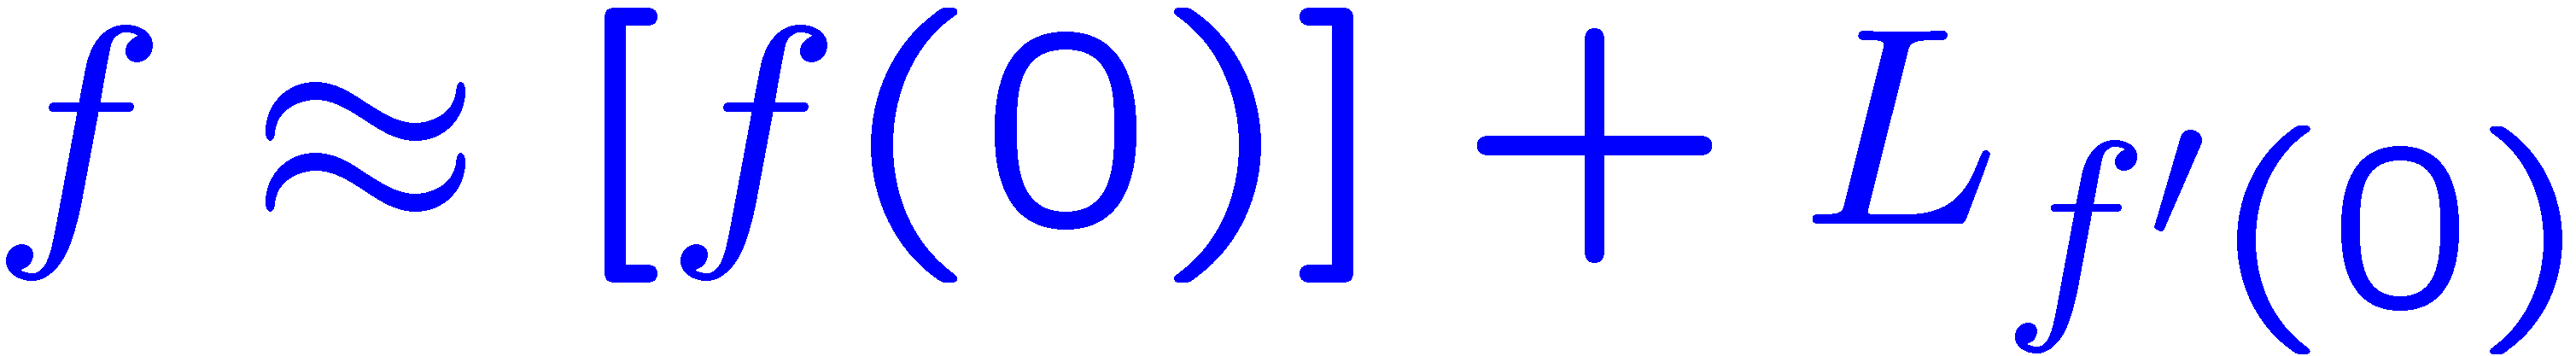 f ≈ [f(0)] + L_{f′(0)}